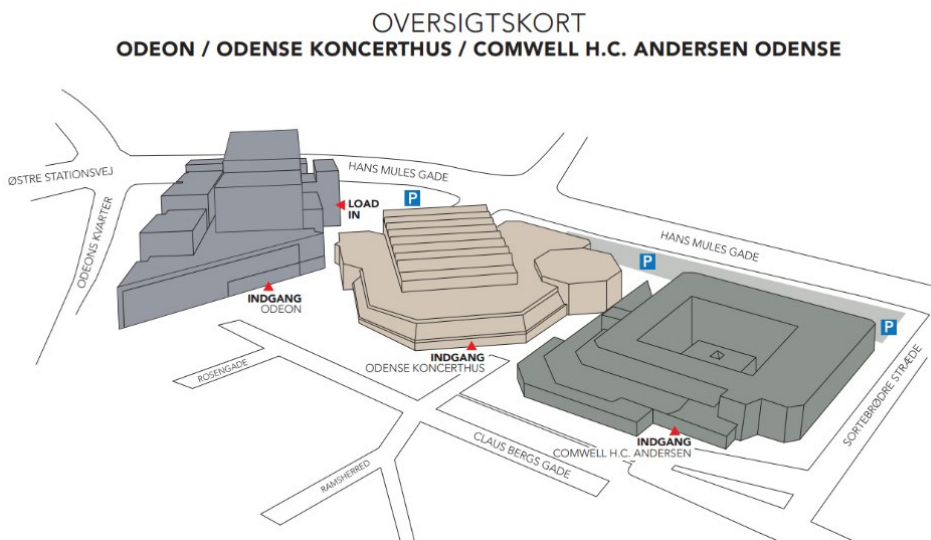 OVERSIGTSKORT
ODEON / ODENSE KONCERTHUS / COMWELL H.C. ANDERSEN ODENSE
ØSTRE STATIONSVEJ
HANS MULES GADE
P
LOAD
IN
ODEONS KVARTER
HANS MULES GADE
P
INDGANG
ODEON
P
INDGANG
ODENSE KONCERTHUS
ROSENGADE
SORTEBRØDRE STRÆDE
INDGANG
COMWELL H.C. ANDERSEN
CLAUS BERGS GADE
RAMSHERRED